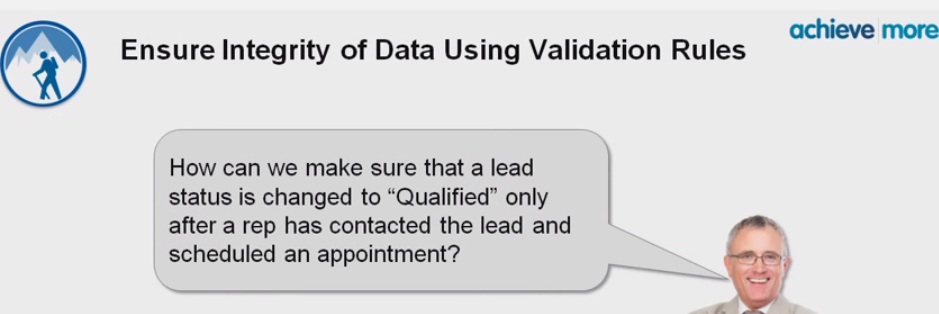 achieve more
Ensure Integrity of Data Using Validation Rules
How can we make sure that a lead
status is changed to “Qualified” only
after a rep has contacted the lead and
scheduled an appointment?